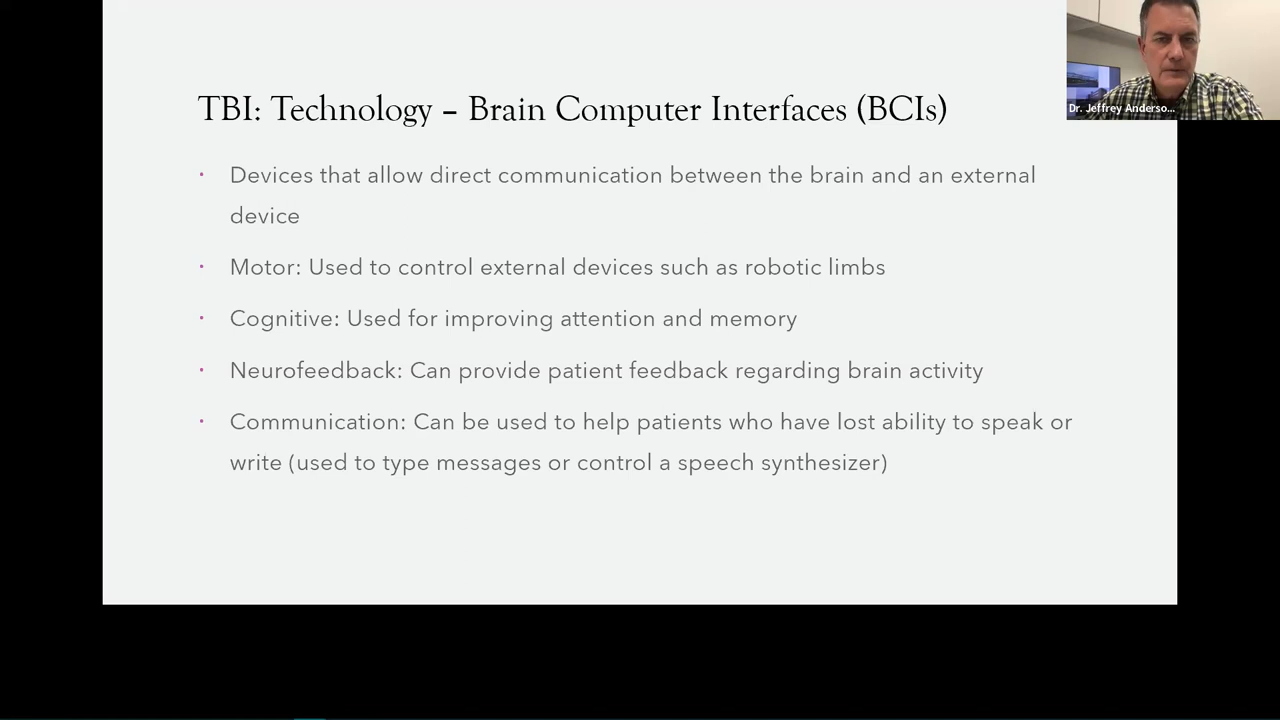 TBI: Technology – Brain Computer Interfaces (BCIs)
Dr. Jeffrey Anderso...
· Devices that allow direct communication between the brain and an external
device
· Motor: Used to control external devices such as robotic limbs
· Cognitive: Used for improving attention and memory
· Neurofeedback: Can provide patient feedback regarding brain activity
· Communication: Can be used to help patients who have lost ability to speak or
write (used to type messages or control a speech synthesizer)